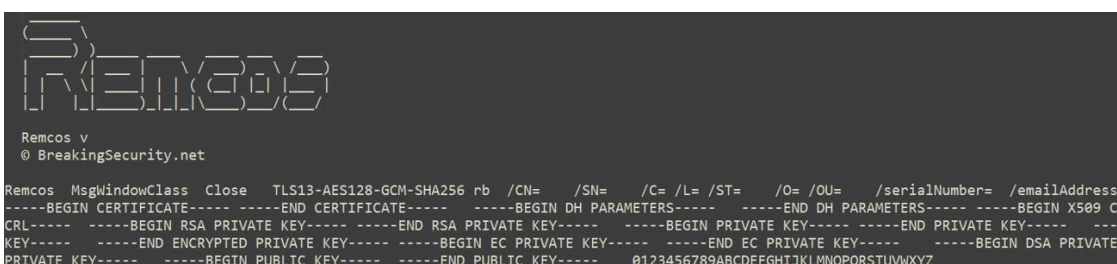 Remcos
Remcos v
© BreakingSecurity.net
Remcos MsgWindowClass Close TLS13-AES128-GCM-SHA256 rb /CN= /SN= /C= /L= /ST= /O= /OU= /serialNumber= /emailAddress
-----BEGIN CERTIFICATE----- -----END CERTIFICATE----- -----BEGIN DH PARAMETERS----- -----END DH PARAMETERS----- -----BEGIN X509 C
CRL----- -----BEGIN RSA PRIVATE KEY----- -----END RSA PRIVATE KEY----- -----BEGIN PRIVATE KEY----- -----END PRIVATE KEY----- ---
KEY----- -----END ENCRYPTED PRIVATE KEY----- -----BEGIN EC PRIVATE KEY----- -----END EC PRIVATE KEY----- -----BEGIN DSA PRIVATE
PRIVATE KEY----- -----BEGIN PUBLIC KEY----- -----END PUBLIC KEY----- 0123456789ABCDEFGHIJKLMNOPQRSTUVWXYZ